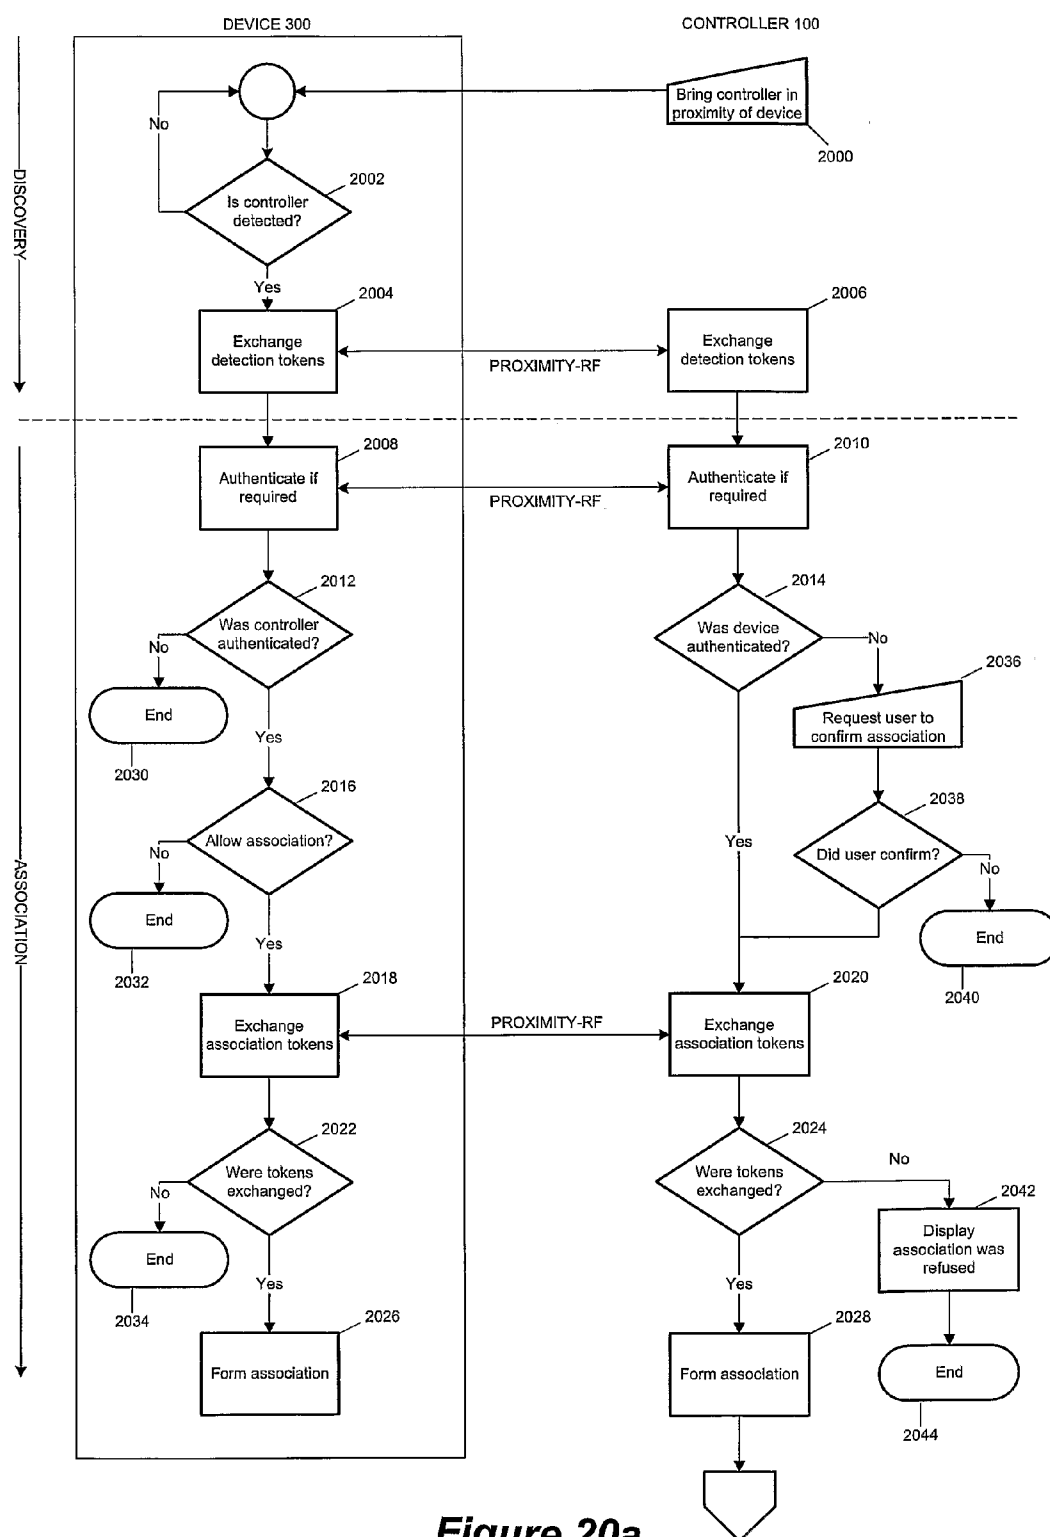 DEVICE 300
CONTROLLER 100
Bring controller in
proximity of device
2000
No
2002
Is controller
detected?
DISCOVERY
Yes
2004
2006
Exchange
detection tokens
PROXIMITY-RF
Exchange
detection tokens
2008
2010
Authenticate if
required
PROXIMITY-RF
Authenticate if
required
2012
2014
Was controller
authenticated?
Was device
authenticated?
No
No
2036
End
Request user to
confirm association
Yes
2030
2016
2038
Allow association?
Yes
Did user confirm?
No
No
ASSOCIATION
End
Yes
End
2032
2018
2020
2040
Exchange
association tokens
PROXIMITY-RF
Exchange
association tokens
2022
2024
Were tokens
exchanged?
Were tokens
exchanged?
No
No
2042
End
Display
association was
refused
Yes
Yes
2034
2026
2028
Form association
Form association
End
2044
Figure 20a